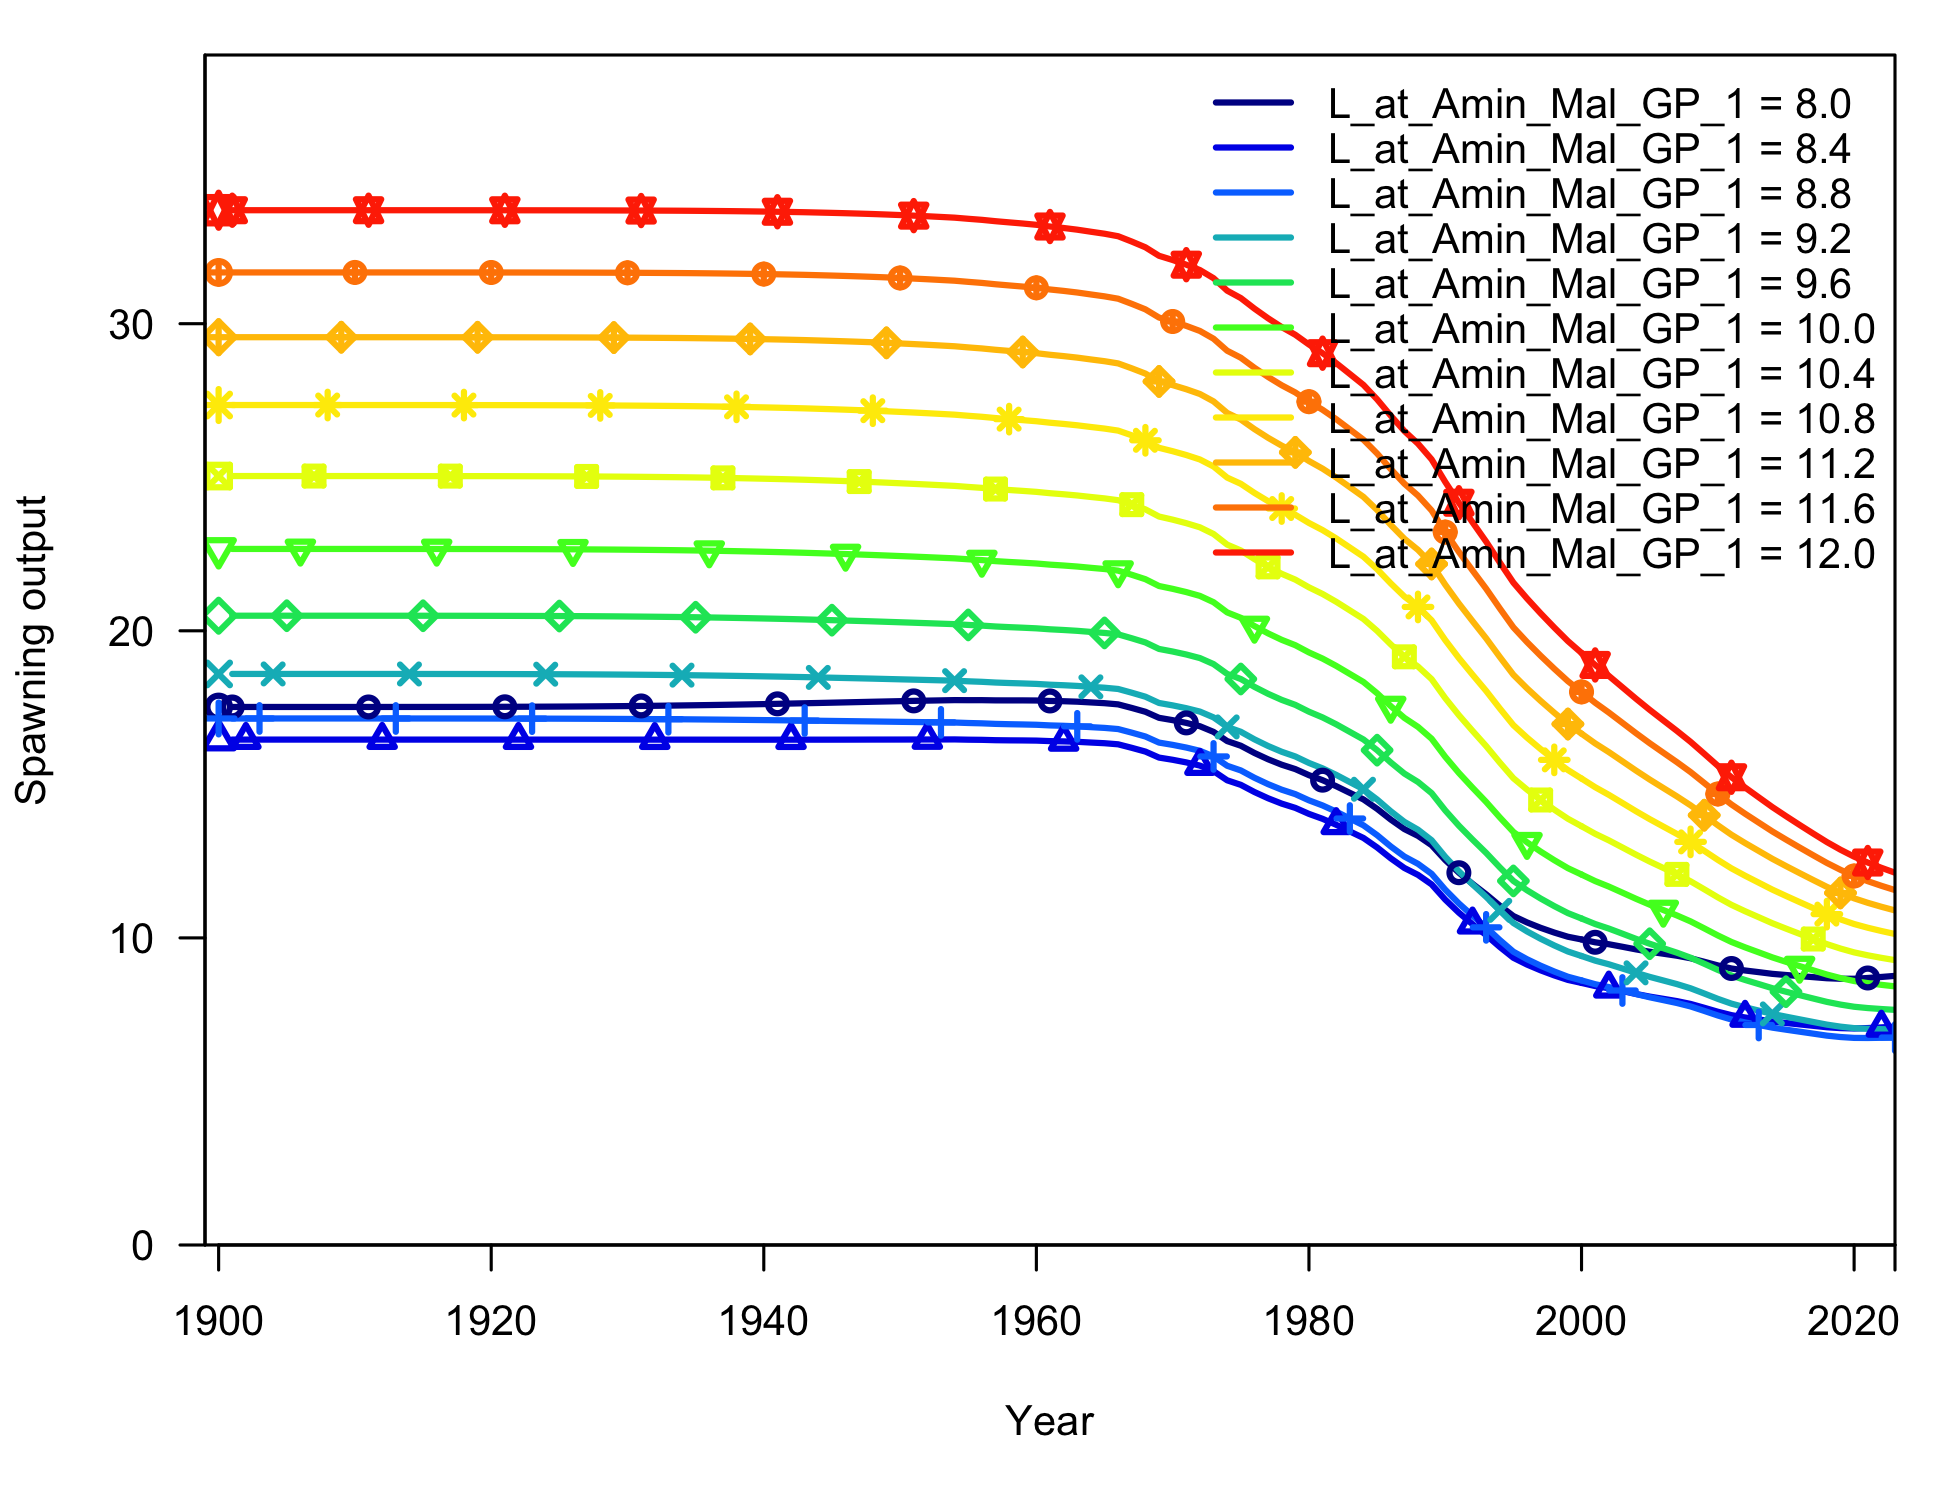 L_at_Amin_Mal_GP_1 = 8.0
L_at_Amin_Mal_GP_1 = 8.4
L_at_Amin_Mal_GP_1 = 8.8
L_at_Amin_Mal_GP_1 = 9.2
L_at_Amin_Mal_GP_1 = 9.6
L_at_Amin_Mal_GP_1 = 10.0
L_at_Amin_Mal_GP_1 = 10.4
L_at_Amin_Mal_GP_1 = 10.8
L_at_Amin_Mal_GP_1 = 11.2
L_at_Amin_Mal_GP_1 = 11.6
L_at_Amin_Mal_GP_1 = 12.0
Spawning output
30
20
10
0
1900 1920 1940 1960 1980 2000 2020
Year